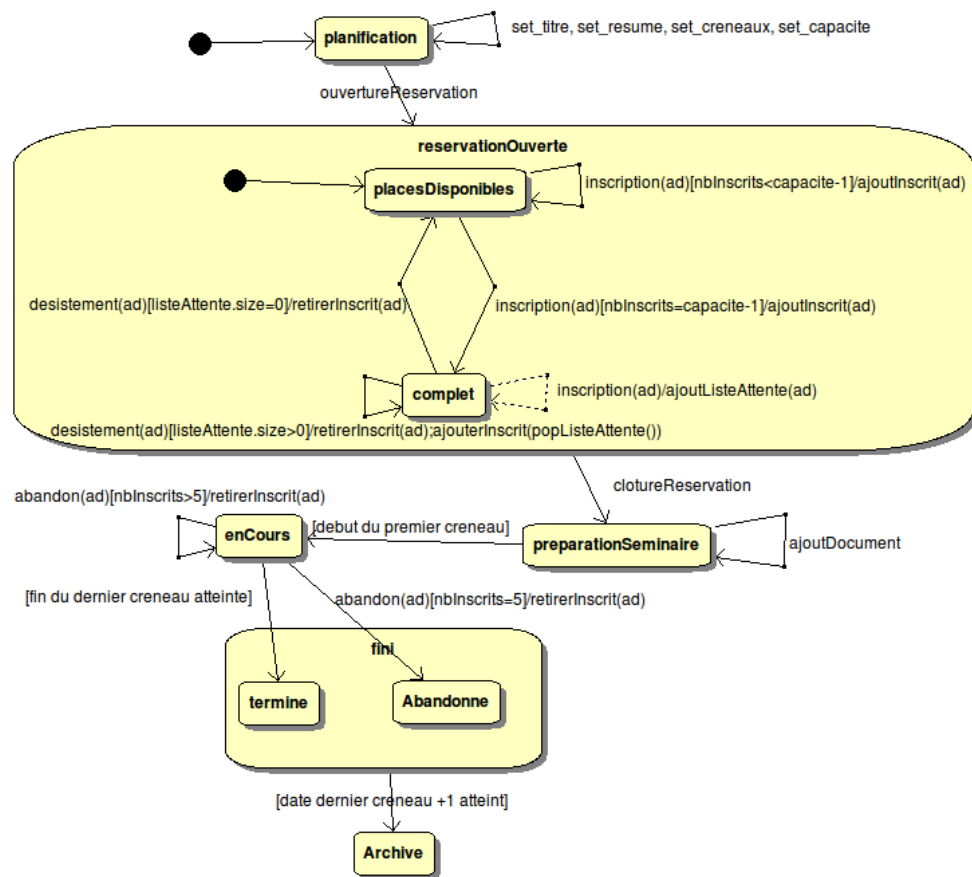 planification
set_titre, set_resume, set_creneaux, set_capacite
ouvertureReservation
reservationOuverte
placesDisponibles
inscription(ad)[nbInscrits<capacite-1]/ajoutInscrit(ad)
desistement(ad)[listeAttente.size=0]/retirerInscrit(ad)
inscription(ad)[nbInscrits=capacite-1]/ajoutInscrit(ad)
complet
inscription(ad)/ajoutListeAttente(ad)
desistement(ad)[listeAttente.size>0]/retirerInscrit(ad);ajouterInscrit(popListeAttente())
clotureReservation
abandon(ad)[nbInscrits>5]/retirerInscrit(ad)
enCours
[debut du premier creneau]
preparationSeminaire
ajoutDocument
[fin du dernier creneau atteinte]
abandon(ad)[nbInscrits=5]/retirerInscrit(ad)
fini
termine
Abandonne
[date dernier creneau +1 atteint]
Archive